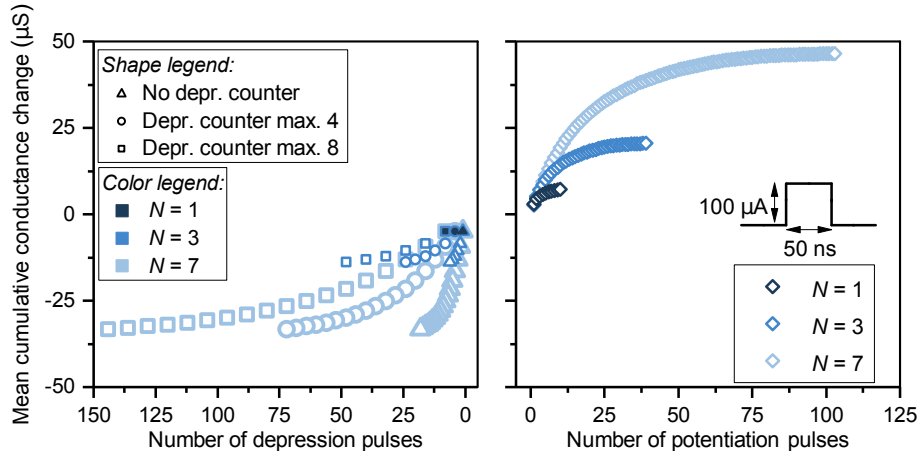 Mean cumulative conductance change (µS)
50
25
0
-25
-50
Shape legend:
No depr. counter
Depr. counter max. 4
Depr. counter max. 8
Color legend:
N = 1
N = 3
N = 7
150 125 100 75 50 25 0
Number of depression pulses
100 µA
50 ns
N = 1
N = 3
N = 7
0 25 50 75 100 125
Number of potentiation pulses